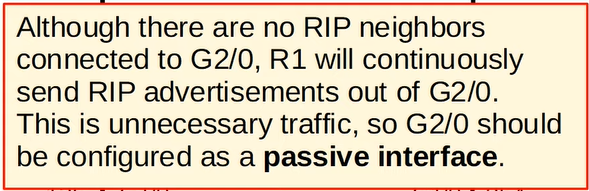 Although there are no RIP neighbors
connected to G2/0, R1 will continuously
send RIP advertisements out of G2/0.
This is unnecessary traffic, so G2/0 should
be configured as a passive interface.